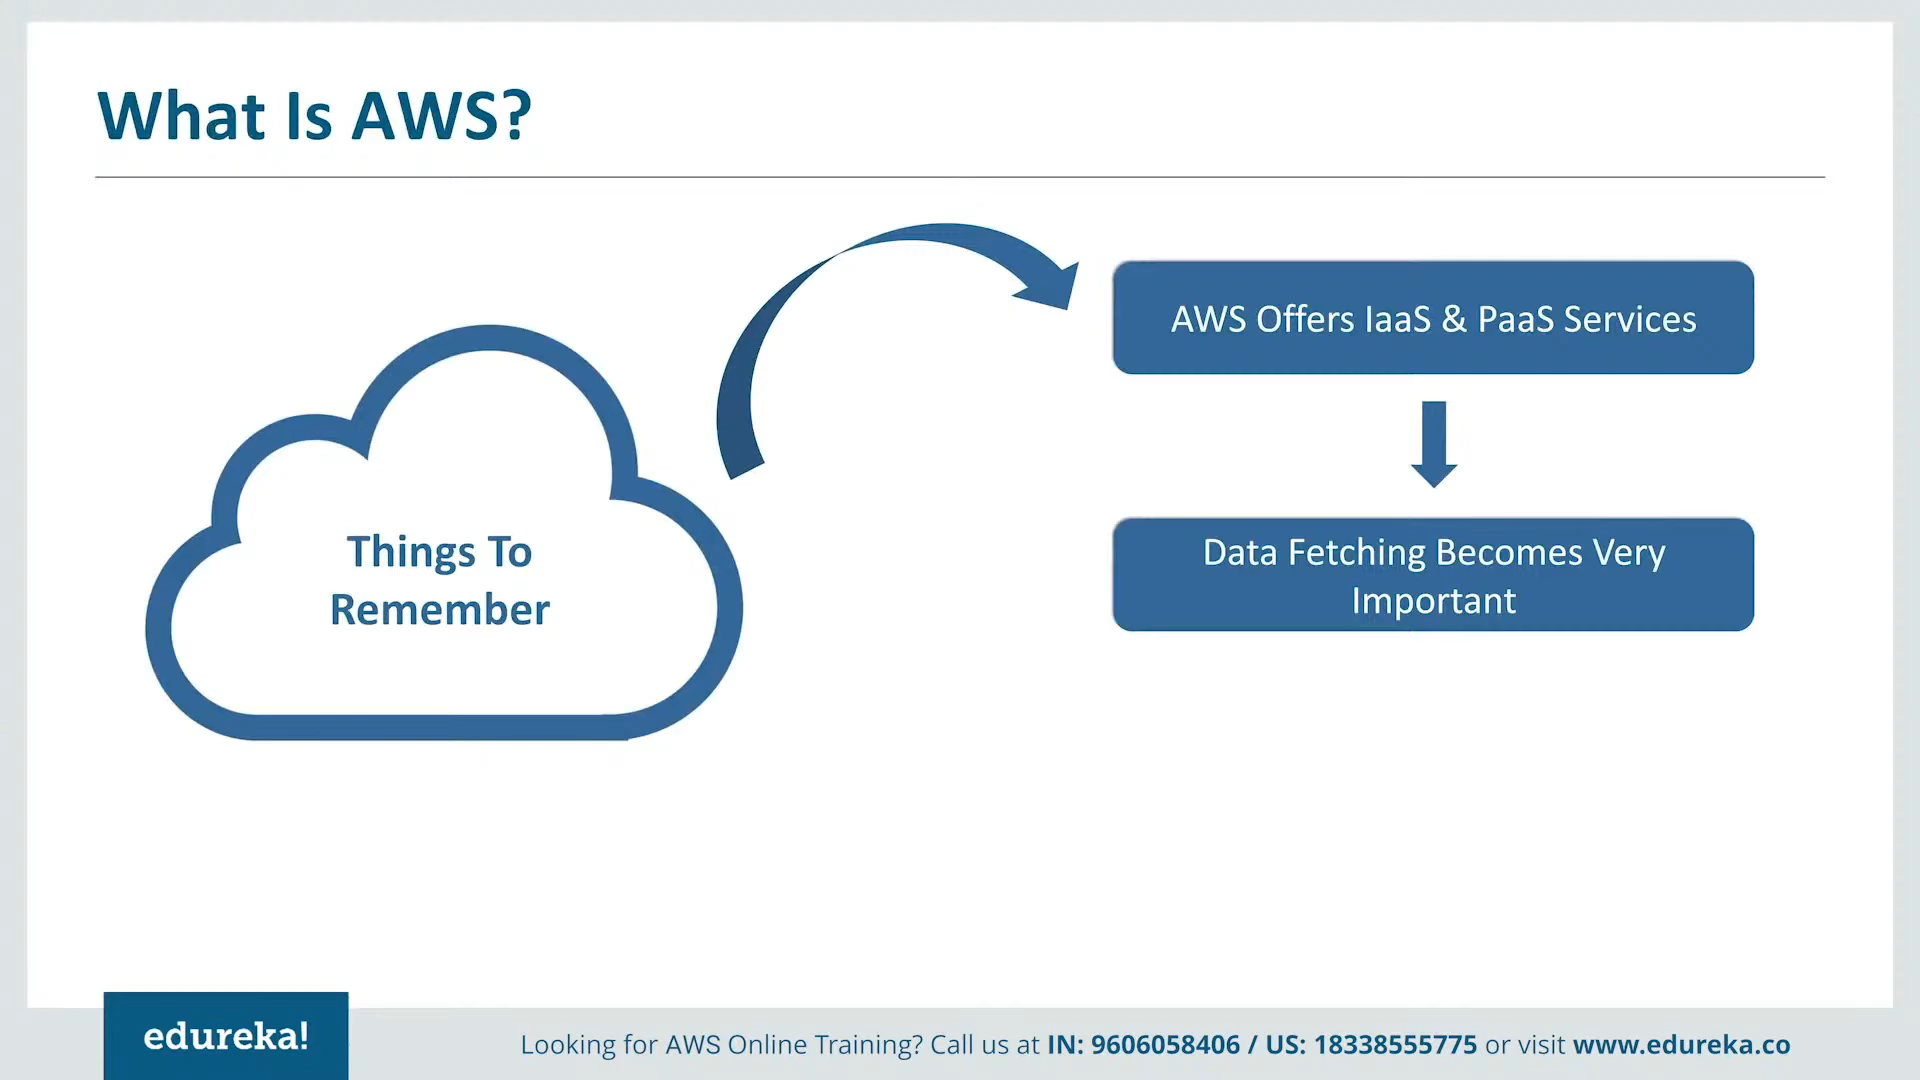 What Is AWS?
Things To
Remember
AWS Offers IaaS & PaaS Services
Data Fetching Becomes Very
Important
edureka!
Looking for AWS Online Training? Call us at IN: 9606058406 / US: 18338555775 or visit www.edureka.co